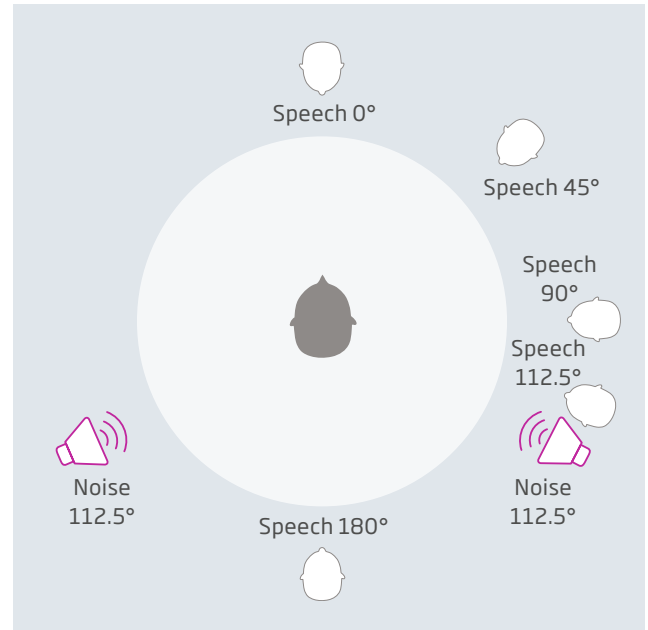 Speech 0°
Speech 45°
Speech
90°
Speech
112.5°
Noise
112.5°
Noise
112.5°
Speech 180°